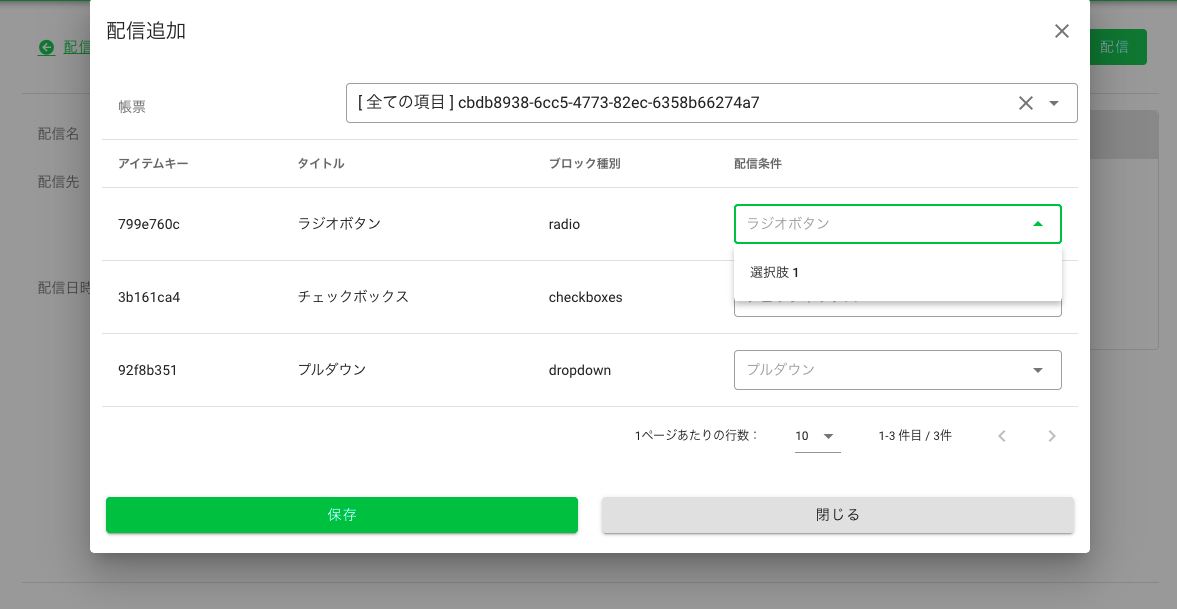 配信追加
配信
配信
帳票
[ 全ての項目 ] cbdb8938-6cc5-4773-82ec-6358b66274a7
配信名
アイテムキー タイトル ブロック種別 配信条件
配信先
799e760c ラジオボタン radio ラジオボタン
選択肢 1
配信日時
3b161ca4 チェックボックス checkboxes
92f8b351 プルダウン dropdown プルダウン
1ページあたりの行数： 10 1-3 件目 / 3件
保存 閉じる